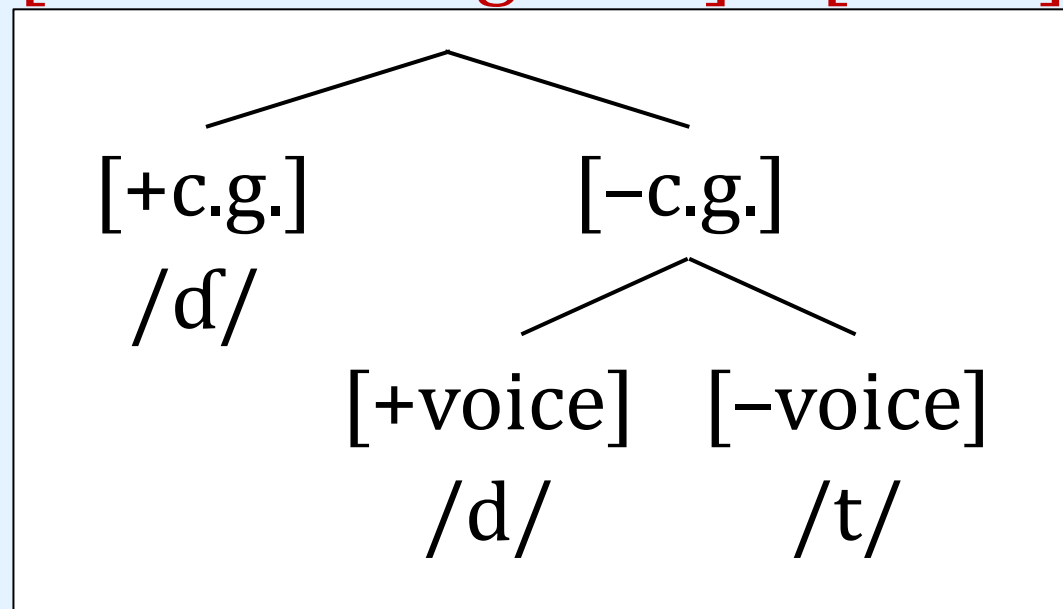 [+c.g.] [–c.g.]
/ɗ/
[+voice] [–voice]
/d/ /t/